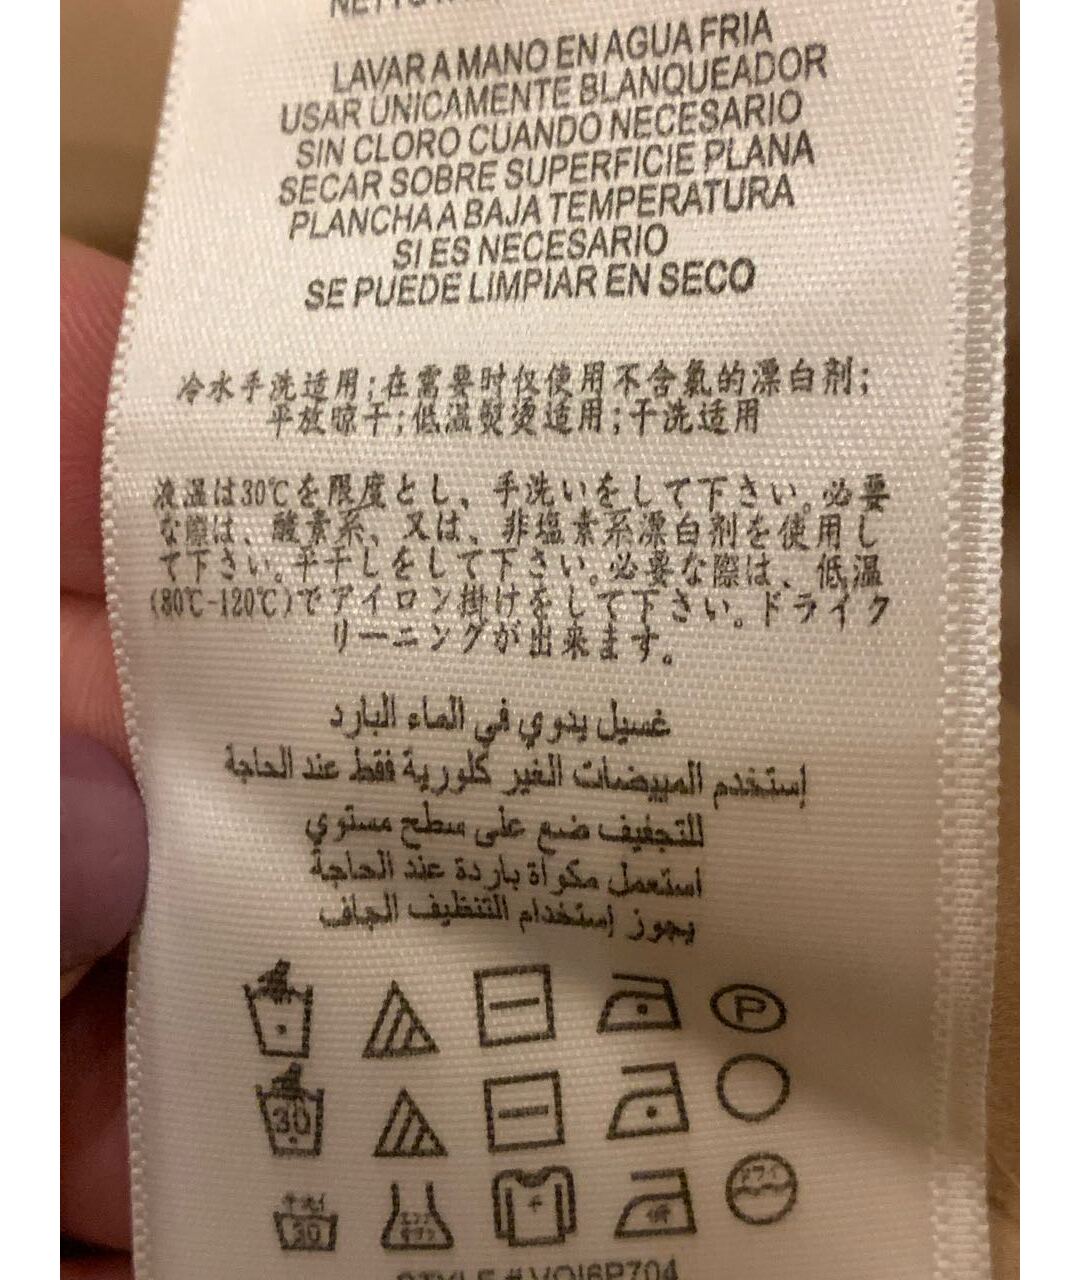 LAVAR A MANO EN AGUA FRIA
USAR ÚNICAMENTE BLANQUEADOR
SIN CLORO CUANDO NECESARIO
SECAR SOBRE SUPERFICIE PLANA
PLANCHA A BAJA TEMPERATURA
SI ES NECESARIO
SE PUEDE LIMPIAR EN SECO
冷水手洗适用;在需要时仅使用不含氯的漂白剂;
平放晾干;低温熨烫适用;干洗适用
液温は30℃を限度とし、手洗いをして下さい。必要
な際は、酸素系、又は、非塩素系漂白剤を使用し
て下さい。平干しをして下さい。必要な際は、低温
(80℃-120℃)でアイロン掛けをして下さい。ドライク
リーニングが出来ます。
غسيل يدوي في الماء البارد
إستخدم المبيضات الغير كلورية فقط عند الحاجة
للتجفيف ضع على سطح مستوي
استعمل مكواة باردة عند الحاجة
يجوز إستخدام التنظيف الجاف
P
30
30
STYLE # VOI6P704